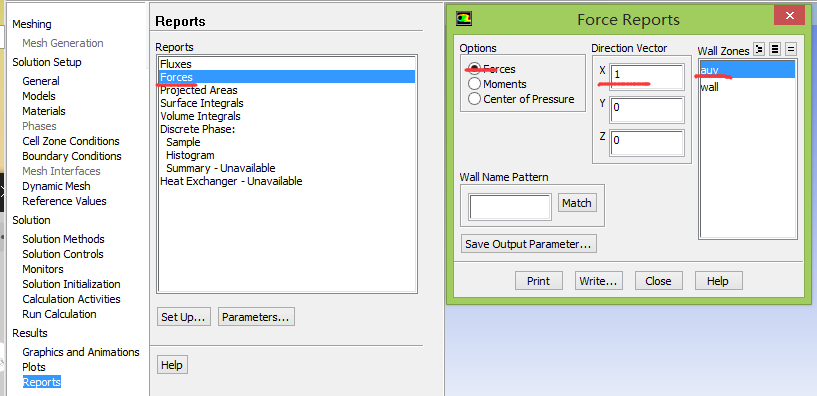 Meshing
Mesh Generation
Solution Setup
General
Models
Materials
Phases
Cell Zone Conditions
Boundary Conditions
Mesh Interfaces
Dynamic Mesh
Reference Values
Solution
Solution Methods
Solution Controls
Monitors
Solution Initialization
Calculation Activities
Run Calculation
Results
Graphics and Animations
Plots
Reports
Reports
Reports
Fluxes
Forces
Projected Areas
Surface Integrals
Volume Integrals
Discrete Phase:
Sample
Histogram
Summary - Unavailable
Heat Exchanger - Unavailable
Set Up...
Parameters...
Help
Force Reports
Options
Forces
Moments
Center of Pressure
Direction Vector
X 1
Y 0
Z 0
Wall Zones
auv
wall
Wall Name Pattern
Match
Save Output Parameter...
Print
Write...
Close
Help